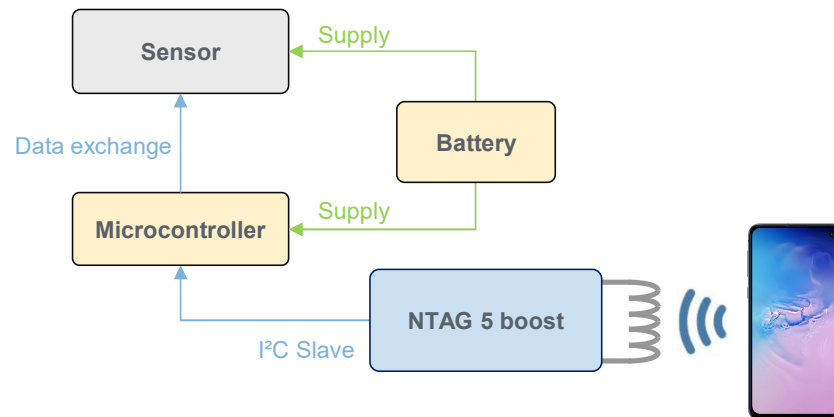 Supply
Sensor
Battery
Data exchange
Supply
Microcontroller
NTAG 5 boost
I²C Slave